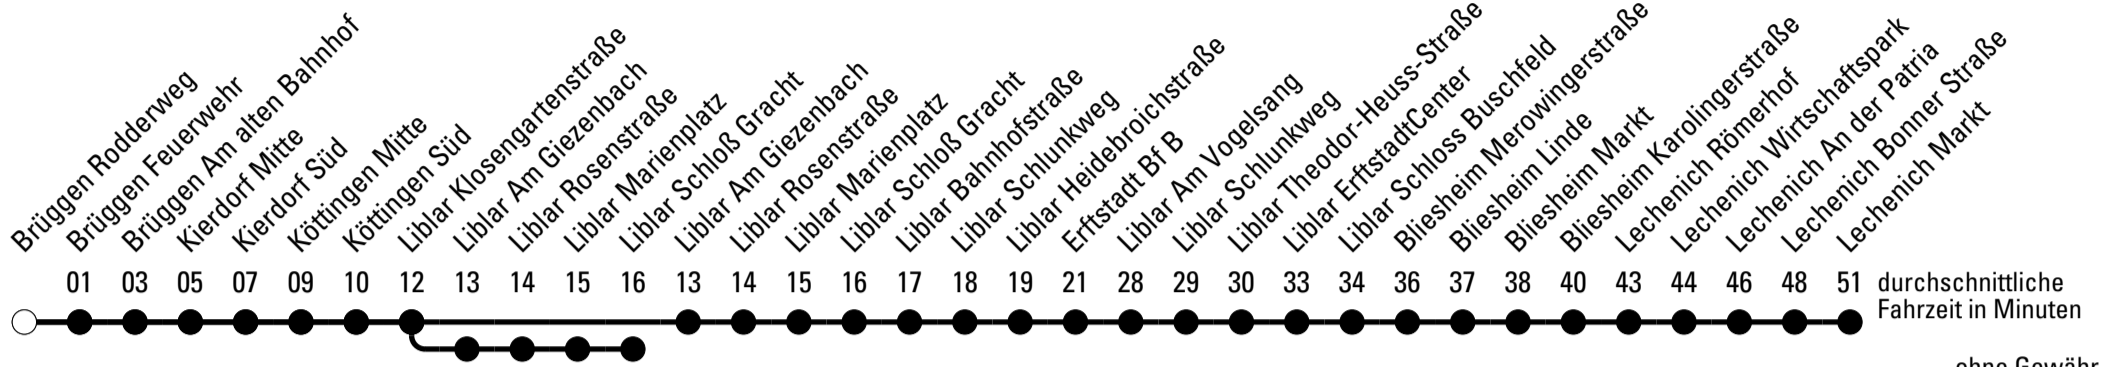 Brüggen Rodderweg
Brüggen Feuerwehr
Brüggen Am alten Bahnhof
Kierdorf Mitte
Kierdorf Süd
Köttingen Mitte
Köttingen Süd
Liblar Klosengartenstraße
Liblar Am Giezenbach
Liblar Rosenstraße
Liblar Marienplatz
Liblar Schloß Gracht
Liblar Am Giezenbach
Liblar Rosenstraße
Liblar Marienplatz
Liblar Schloß Gracht
Liblar Bahnhofstraße
Liblar Schlunkweg
Liblar Heidebroichstraße
Erftstadt Bf B
Liblar Am Vogelsang
Liblar Schlunkweg
Liblar Theodor-Heuss-Straße
Liblar ErftstadtCenter
Liblar Schloss Buschfeld
Bliesheim Merowingerstraße
Bliesheim Linde
Bliesheim Markt
Bliesheim Karolingerstraße
Lechenich Römerhof
Lechenich Wirtschaftspark
Lechenich An der Patria
Lechenich Bonner Straße
Lechenich Markt
01 03 05 07 09 10 12 13 14 15 16 13 14 15 16 17 18 19 21 28 29 30 33 34 36 37 38 40 43 44 46 48 51 durchschnittliche
Fahrzeit in Minuten
ohne Gewähr